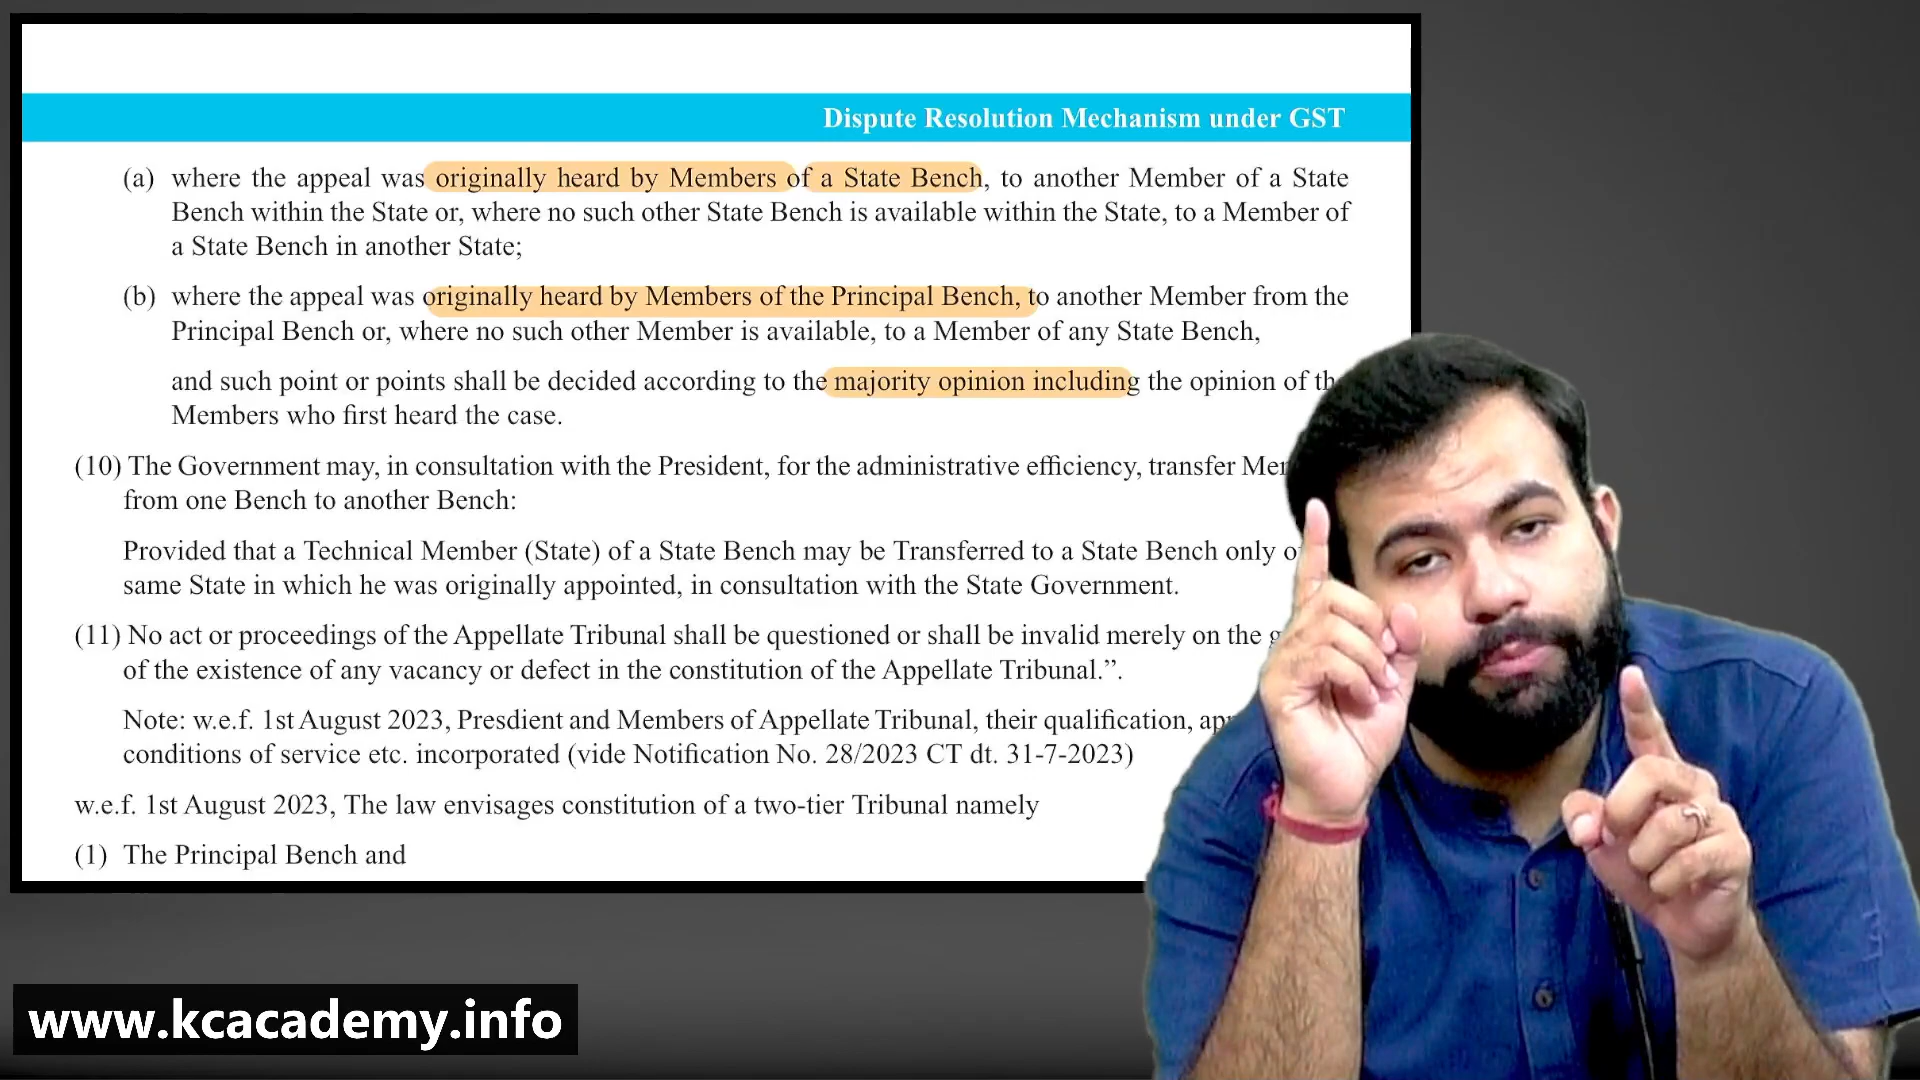 Dispute Resolution Mechanism under GST
(a) where the appeal was originally heard by Members of a State Bench, to another Member of a State
Bench within the State or, where no such other State Bench is available within the State, to a Member of
a State Bench in another State;
(b) where the appeal was originally heard by Members of the Principal Bench, to another Member from the
Principal Bench or, where no such other Member is available, to a Member of any State Bench,
and such point or points shall be decided according to the majority opinion including the opinion of
Members who first heard the case.
(10) The Government may, in consultation with the President, for the administrative efficiency, transfer
from one Bench to another Bench:
Provided that a Technical Member (State) of a State Bench may be Transferred to a State Bench only
same State in which he was originally appointed, in consultation with the State Government.
(11) No act or proceedings of the Appellate Tribunal shall be questioned or shall be invalid merely on the
of the existence of any vacancy or defect in the constitution of the Appellate Tribunal.”.
Note: w.e.f. 1st August 2023, Presdient and Members of Appellate Tribunal, their qualification,
conditions of service etc. incorporated (vide Notification No. 28/2023 CT dt. 31-7-2023)
w.e.f. 1st August 2023, The law envisages constitution of a two-tier Tribunal namely
(1) The Principal Bench and
www.kcacademy.info